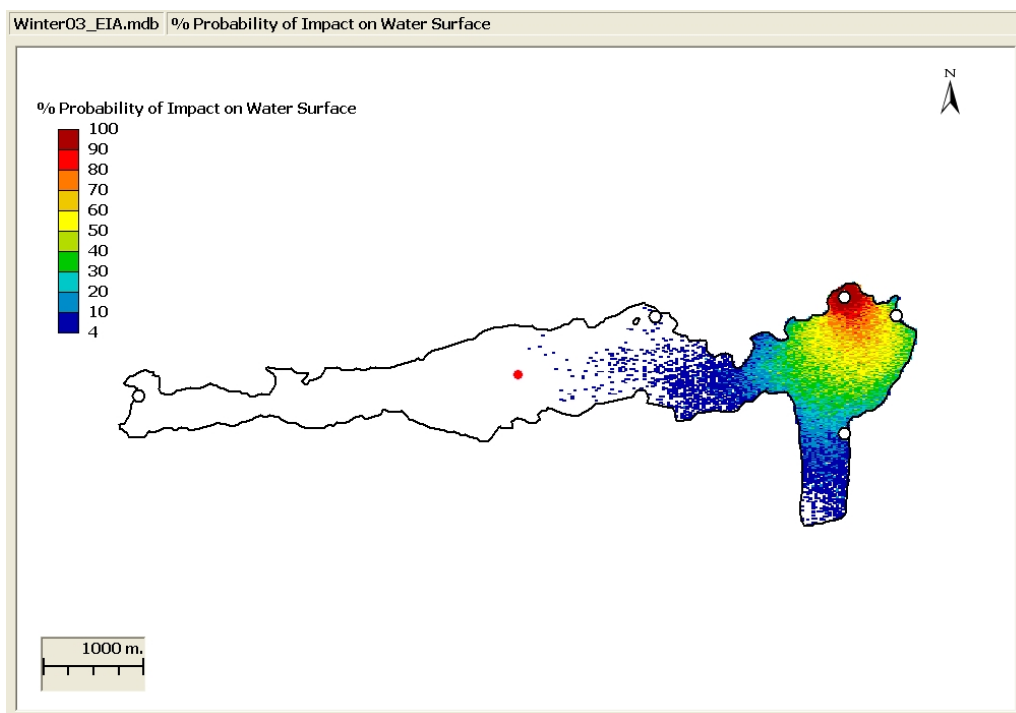 Winter03_EIA.mdb % Probability of Impact on Water Surface
N
% Probability of Impact on Water Surface
100
90
80
70
60
50
40
30
20
10
4
1000 m.